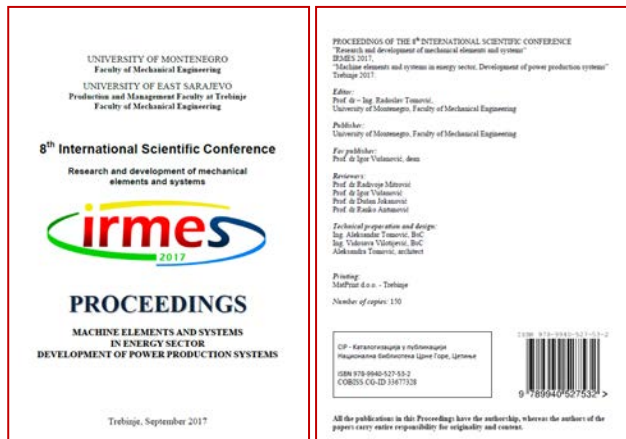 UNIVERSITY OF MONTENEGRO
Faculty of Mechanical Engineering
UNIVERSITY OF EAST SARAJEVO
Production and Management Faculty at Trebinje
Faculty of Mechanical Engineering
8th International Scientific Conference
Research and development of mechanical
elements and systems
irmes
2017
PROCEEDINGS
MACHINE ELEMENTS AND SYSTEMS
IN ENERGY SECTOR
DEVELOPMENT OF POWER PRODUCTION SYSTEMS
Trebinje, September 2017
PROCEEDINGS OF THE 8th INTERNATIONAL SCIENTIFIC CONFERENCE
"Research and development of mechanical elements and systems"
IRMES 2017,
"Machine elements and systems in energy sector, Development of power production systems"
Trebinje 2017.
Editor:
Prof. dr – Ing. Radoslav Tomović,
University of Montenegro, Faculty of Mechanical Engineering
Publisher:
University of Montenegro, Faculty of Mechanical Engineering
For publisher:
Prof. dr Igor Vušanović, dean
Reviewers:
Prof. dr Radivoje Mitrović
Prof. dr Igor Vušanović
Prof. dr Dušan Jokanović
Prof. dr Ranko Antunović
Technical preparation and design:
Ing. Aleksandar Tomović, BsC
Ing. Vidosava Vilotijević, BsC
Aleksandra Tomović, architect
Printing:
MatPrint d.o.o. - Trebinje
Number of copies: 150
CIP - Каталогизација у публикацији
Национална библиотека Црне Горе, Цетиње
ISBN 978-9940-527-53-2
COBISS.CG-ID 33677328
ISBN 978-9940-527-53-2
9 789940 527532 >
All the publications in this Proceedings have the authorship, whereas the authors of the
papers carry entire responsibility for originality and content.